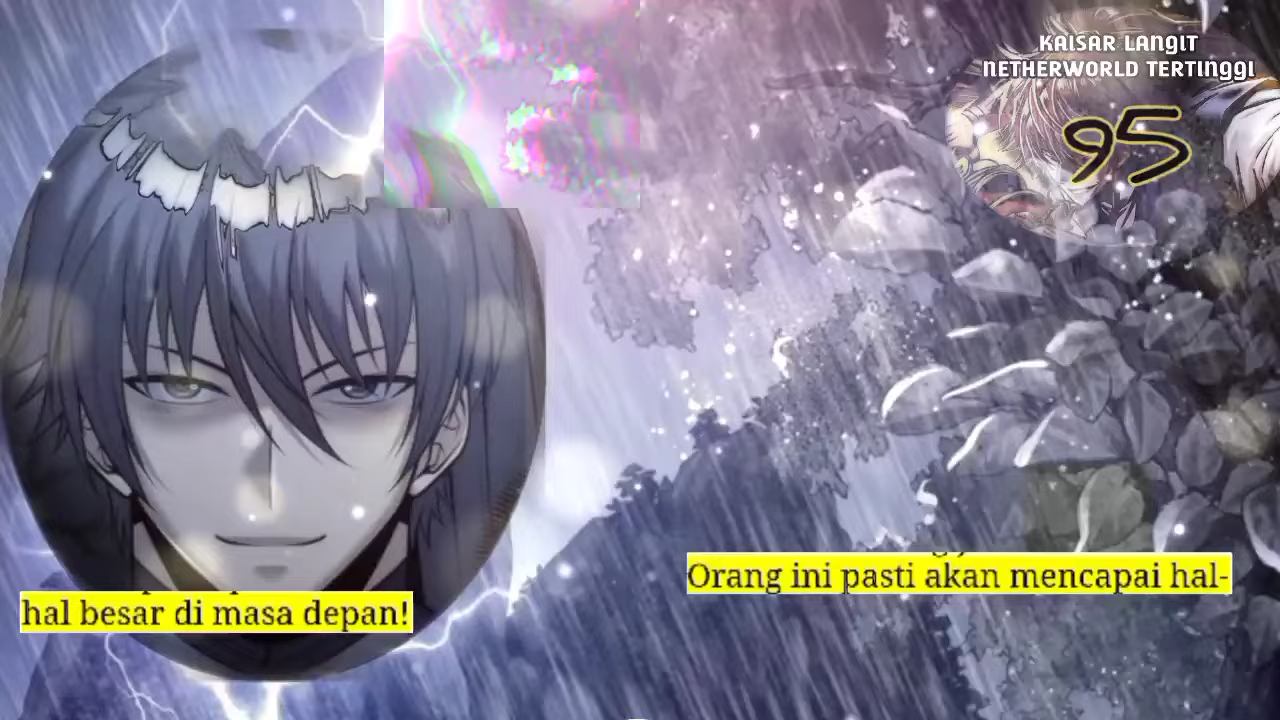 KAISAR LANGIT
NETHERWORLD TERTINGGI
95
Orang ini pasti akan mencapai hal-
hal besar di masa depan!